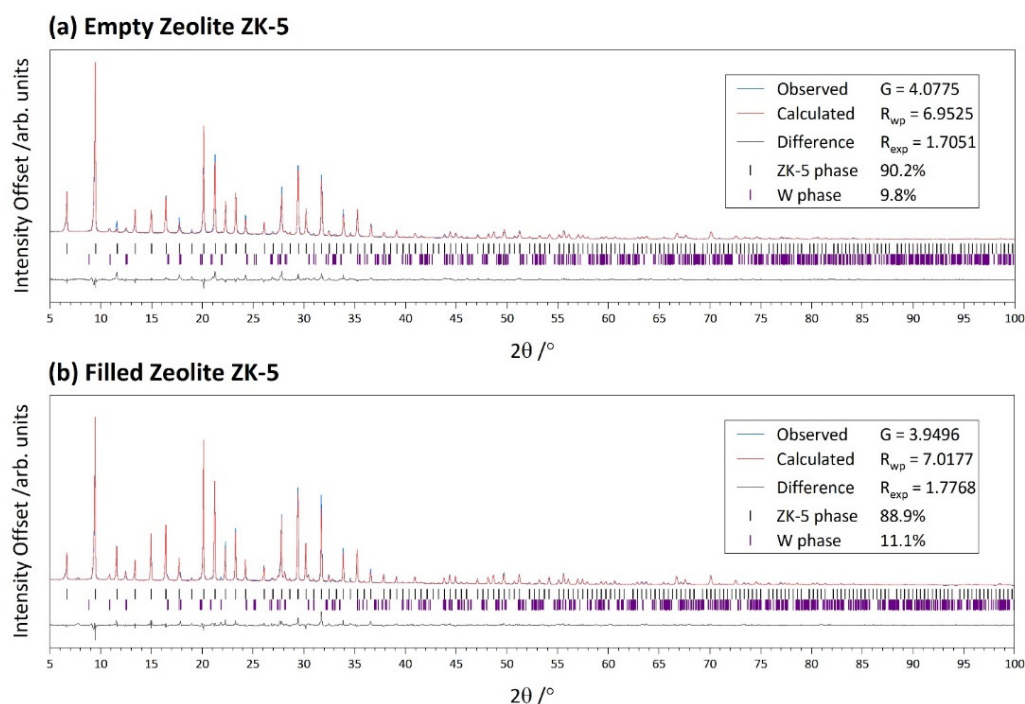 (a) Empty Zeolite ZK-5
Intensity Offset /arb. units
Observed G = 4.0775
Calculated Rwp = 6.9525
Difference Rexp = 1.7051
ZK-5 phase 90.2%
W phase 9.8%
5 10 15 20 25 30 35 40 45 50 55 60 65 70 75 80 85 90 95 100
2θ /°
(b) Filled Zeolite ZK-5
Intensity Offset /arb. units
Observed G = 3.9496
Calculated Rwp = 7.0177
Difference Rexp = 1.7768
ZK-5 phase 88.9%
W phase 11.1%
5 10 15 20 25 30 35 40 45 50 55 60 65 70 75 80 85 90 95 100
2θ /°